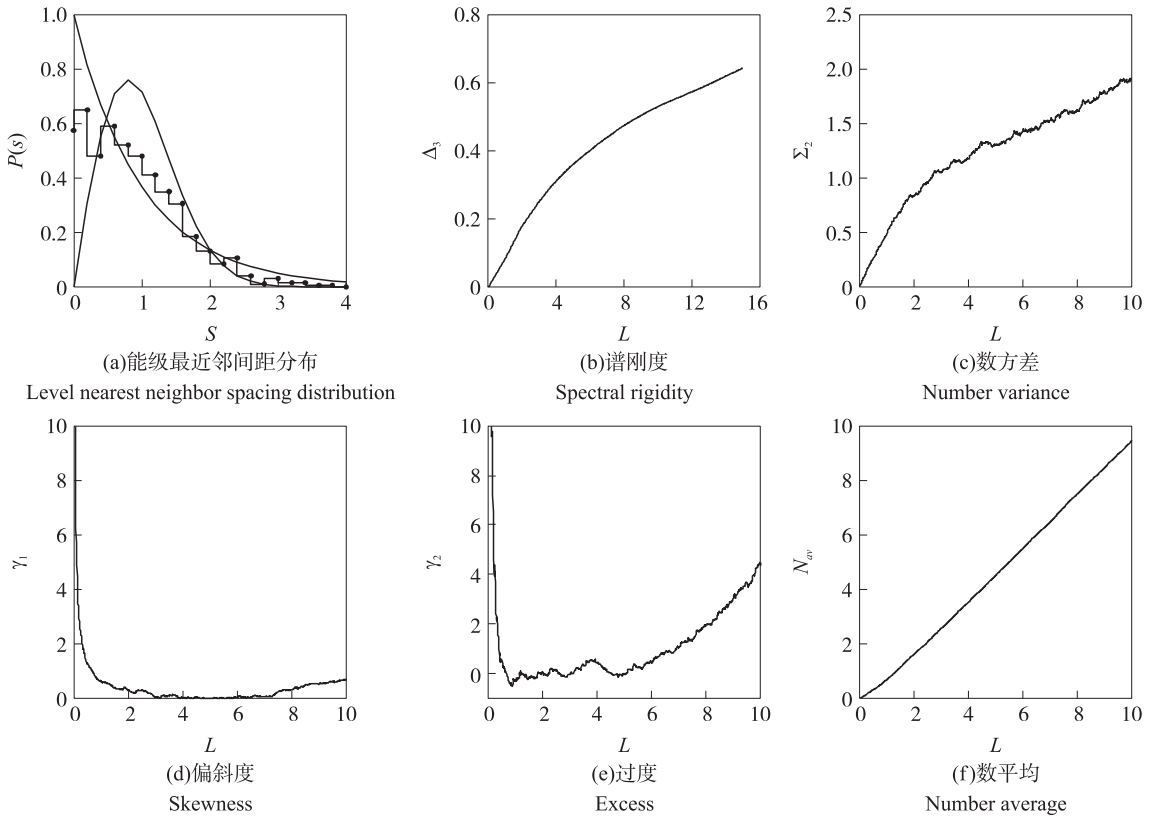 1.0
0.8
0.6
0.4
0.2
0
P(s)
0 1 2 3 4
S
(a)能级最近邻间距分布
Level nearest neighbor spacing distribution
0.8
0.6
0.4
0.2
0
Δ₃
0 4 8 12 16
L
(b)谱刚度
Spectral rigidity
2.5
2.0
1.5
1.0
0.5
0
Σ₂
0 2 4 6 8 10
L
(c)数方差
Number variance
10
8
6
4
2
0
γ₁
0 2 4 6 8 10
L
(d)偏斜度
Skewness
10
8
6
4
2
0
γ₂
0 2 4 6 8 10
L
(e)过度
Excess
10
8
6
4
2
0
Nav
0 2 4 6 8 10
L
(f)数平均
Number average